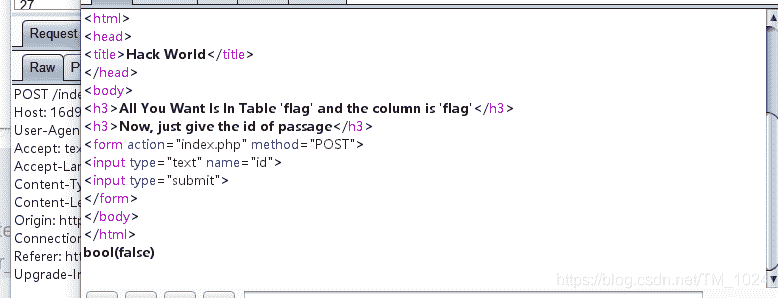 27
Request
Raw
POST /inde
Host: 16d9
User-Agen
Accept: tex
Accept-Lan
Content-Ty
Content-Le
Origin: http
Connection
Referer: htt
Upgrade-In
<html>
<head>
<title>Hack World</title>
</head>
<body>
<h3>All You Want Is In Table 'flag' and the column is 'flag'</h3>
<h3>Now, just give the id of passage</h3>
<form action="index.php" method="POST">
<input type="text" name="id">
<input type="submit">
</form>
</body>
</html>
bool(false)
https://blog.csdn.net/TM_1024